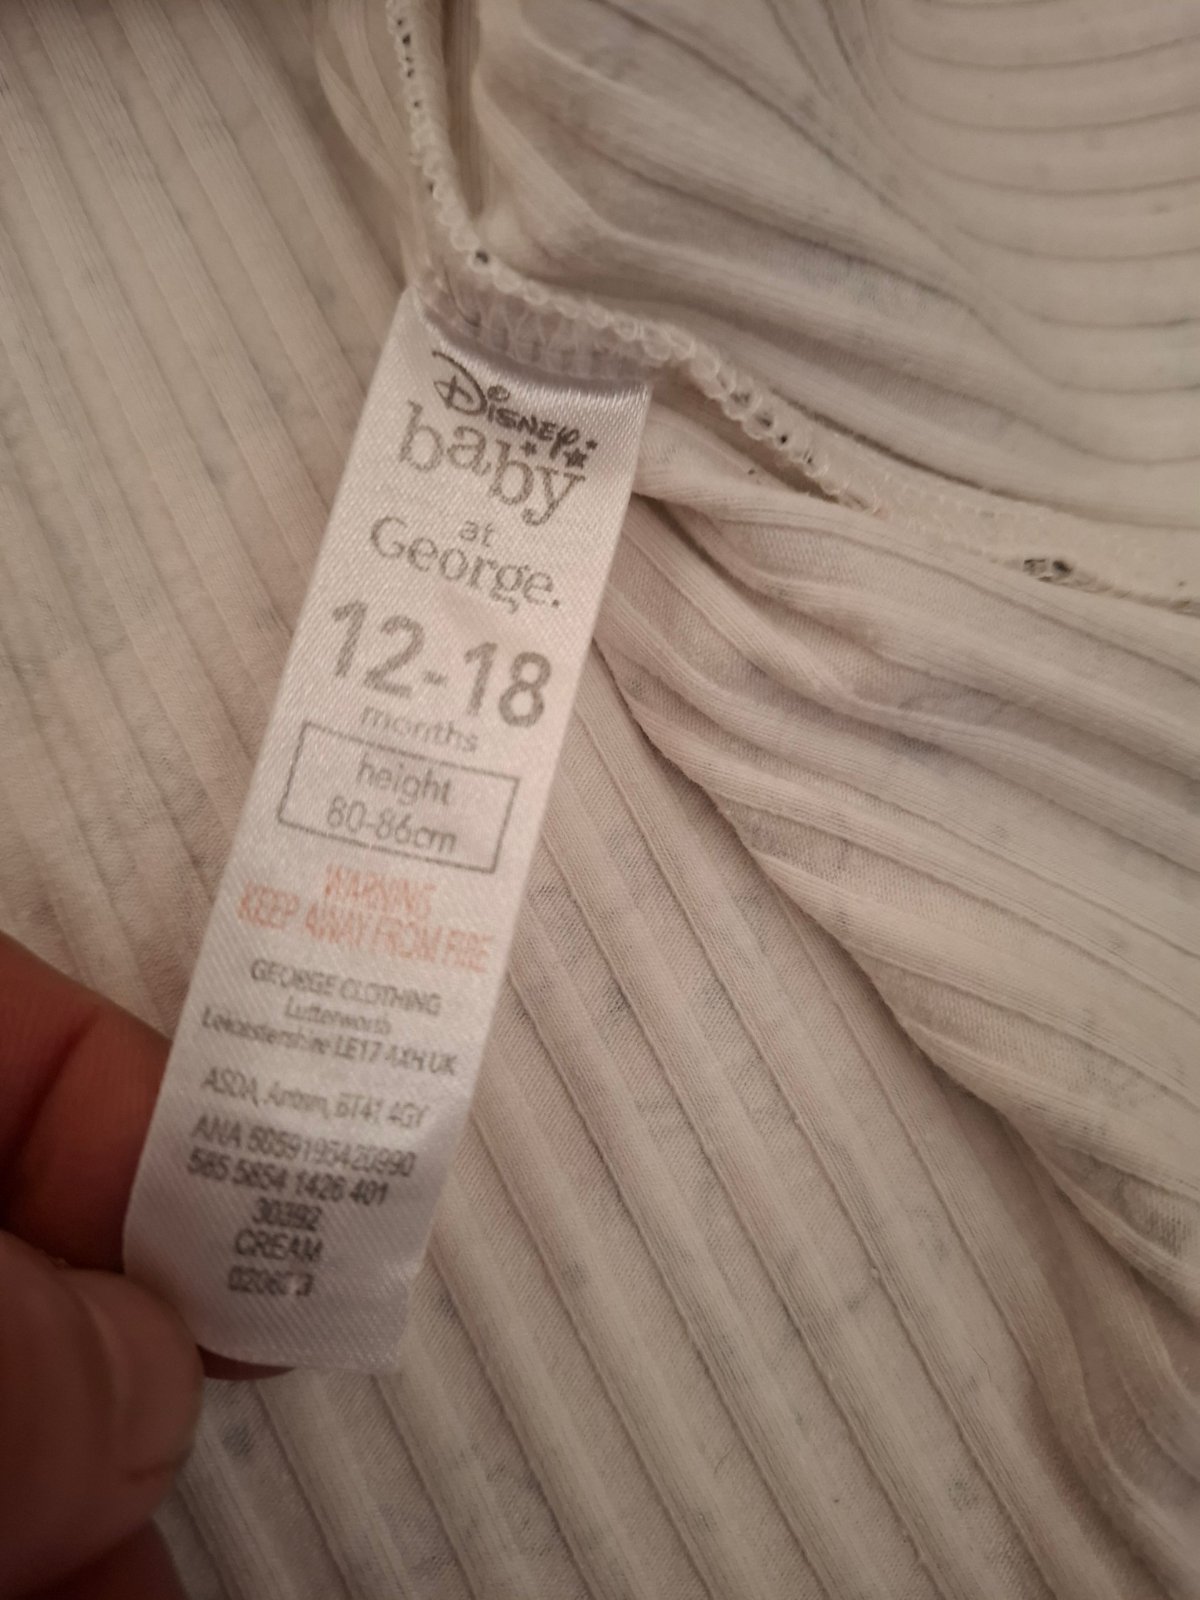 Disney
baby
at
George.
12-18
months
height
80-86cm
WARNING
KEEP AWAY FROM FIRE
GEORGE CLOTHING
Lutterworth
Leicestershire LE17 4XH UK
ASDA, Antrim, BT41 4GY
ANA 5059195420990
585 5854 1426 401
30392
CREAM